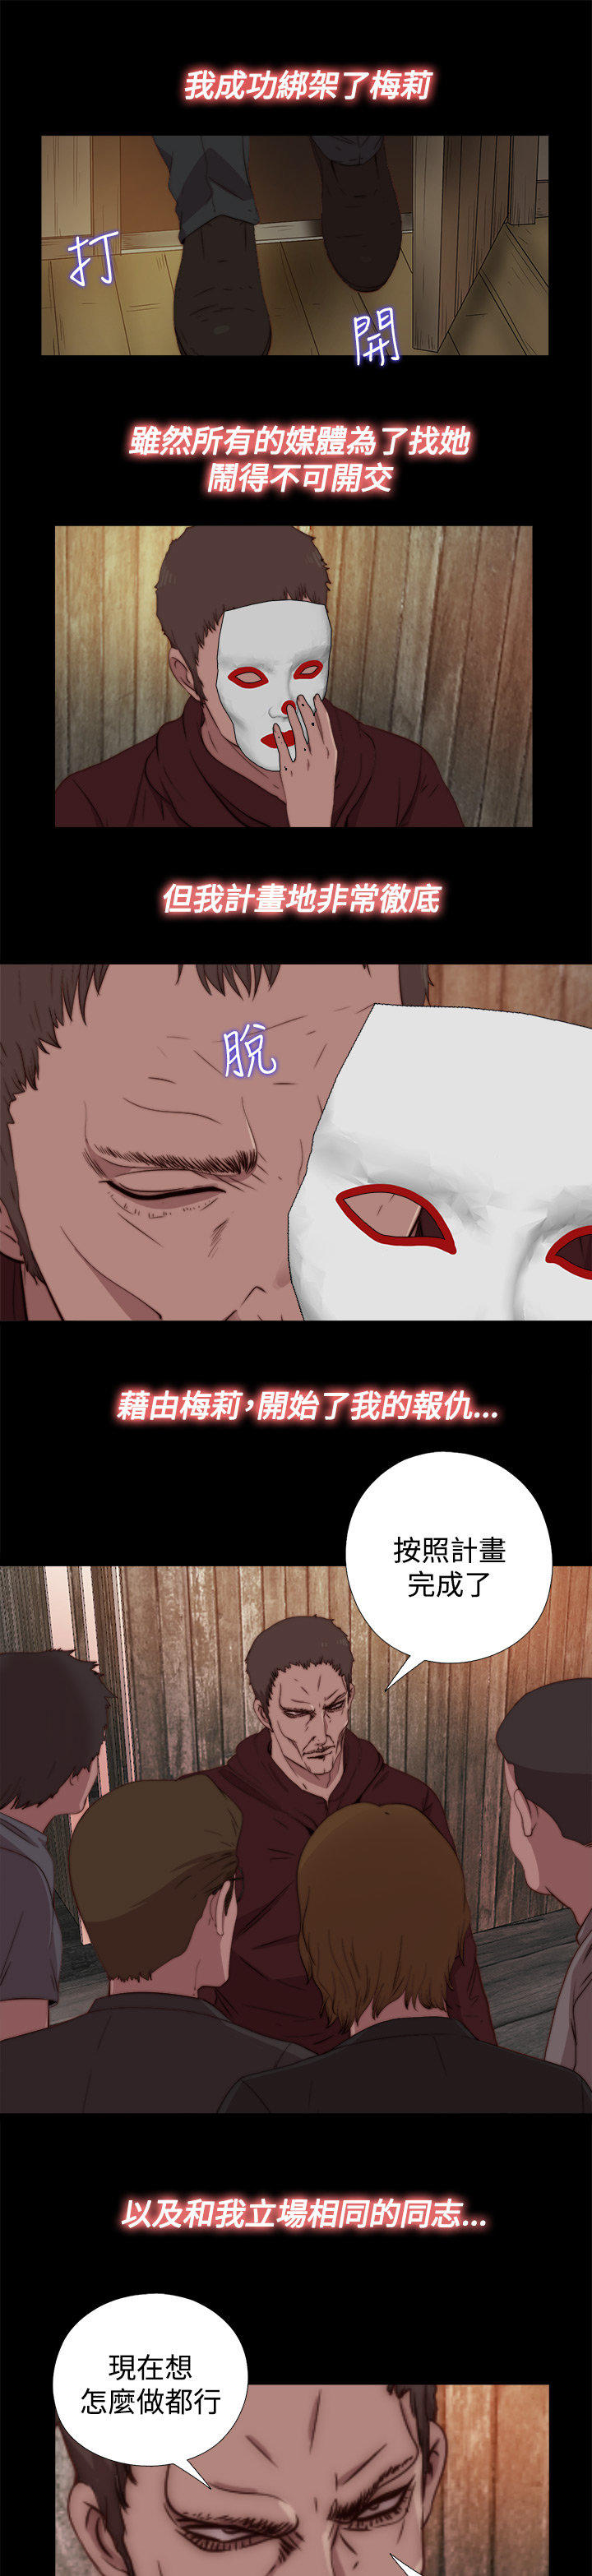 我成功綁架了梅莉
打
開
雖然所有的媒體為了找她
鬧得不可開交
但我計畫地非常徹底
脫
藉由梅莉，開始了我的報仇...
按照計畫
完成了
以及和我立場相同的同志...
現在想
怎麼做都行